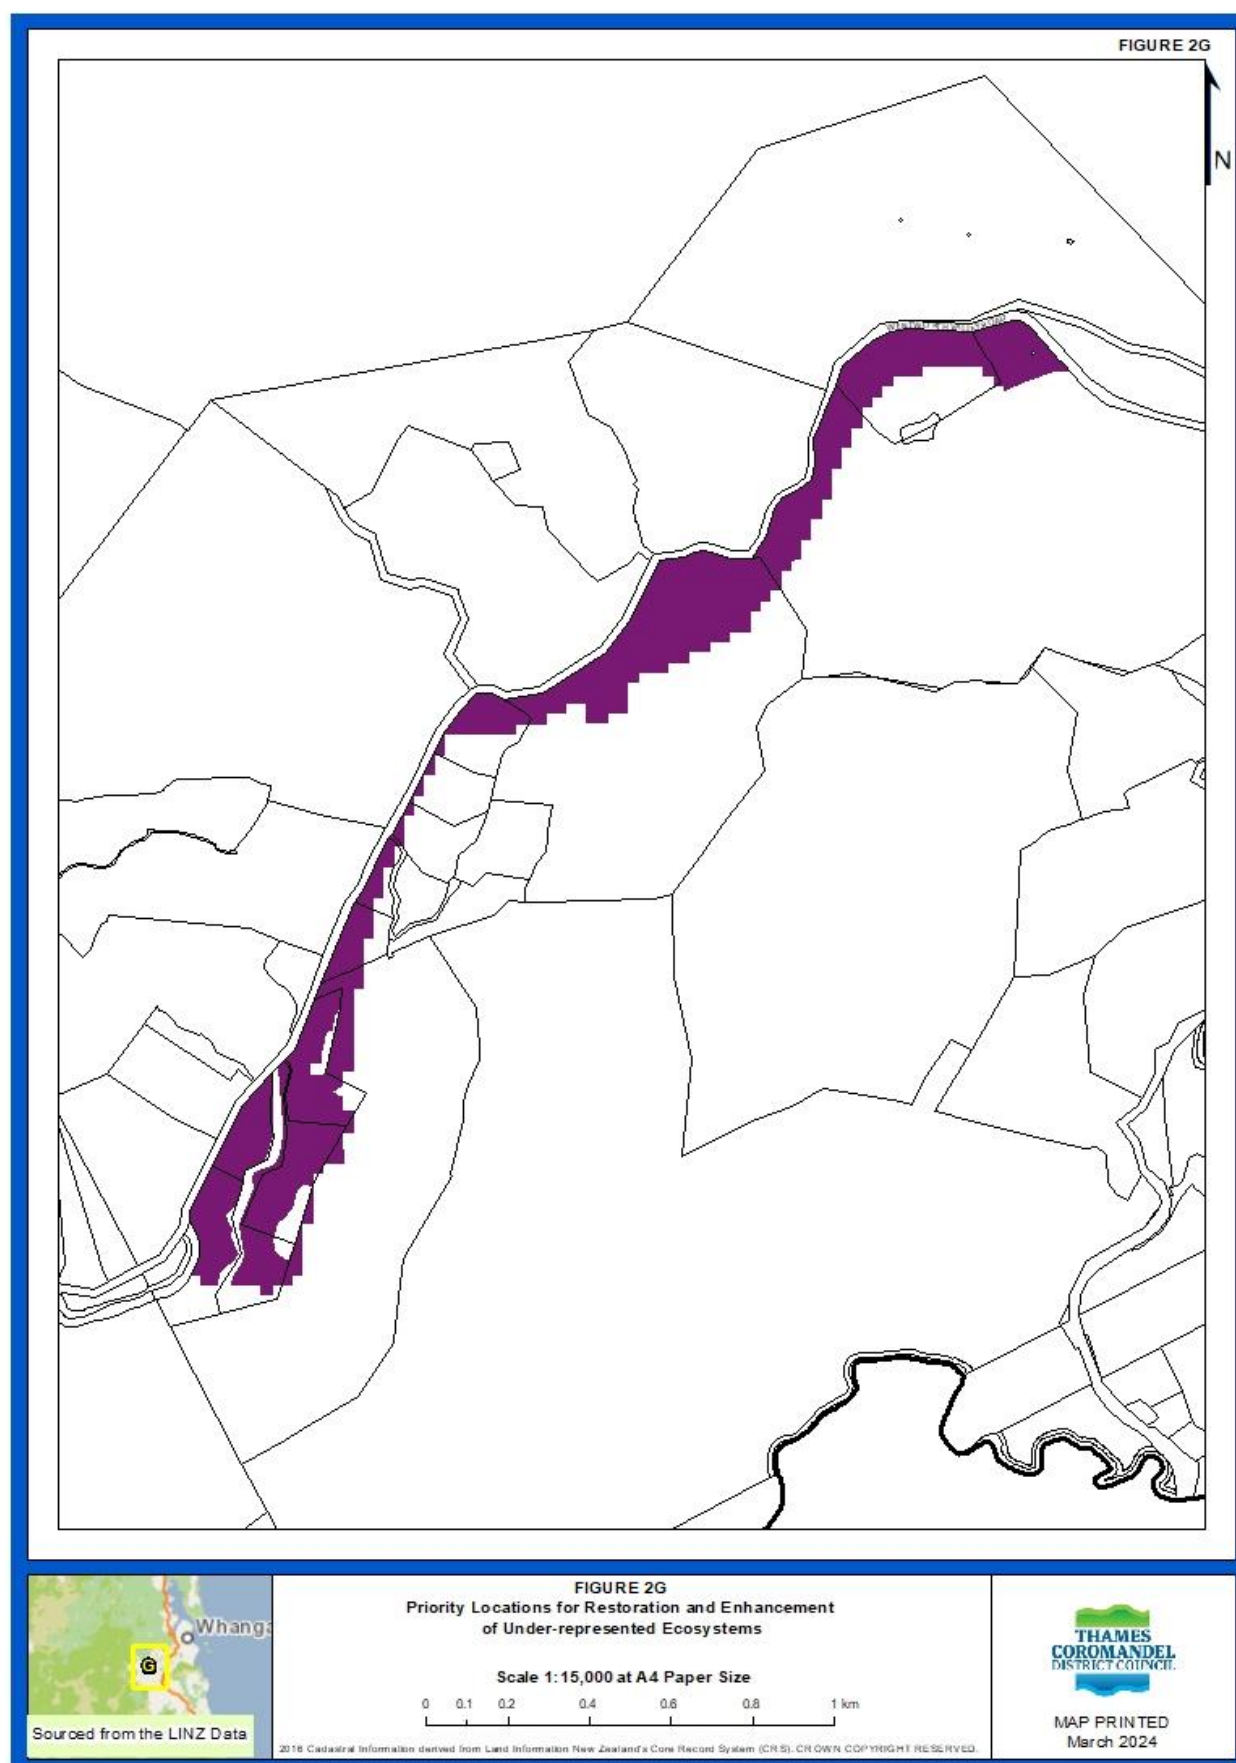 FIGURE 2G
N
FIGURE 2G
Priority Locations for Restoration and Enhancement
of Under-represented Ecosystems
Scale 1:15,000 at A4 Paper Size
0 0.1 0.2 0.4 0.6 0.8 1 km
2016 Cadastral Information derived from Land Information New Zealand's Core Record System (CRS). CROWN COPYRIGHT RESERVED.
Whanga
G
Sourced from the LINZ Data
THAMES
COROMANDEL
DISTRICT COUNCIL
MAP PRINTED
March 2024